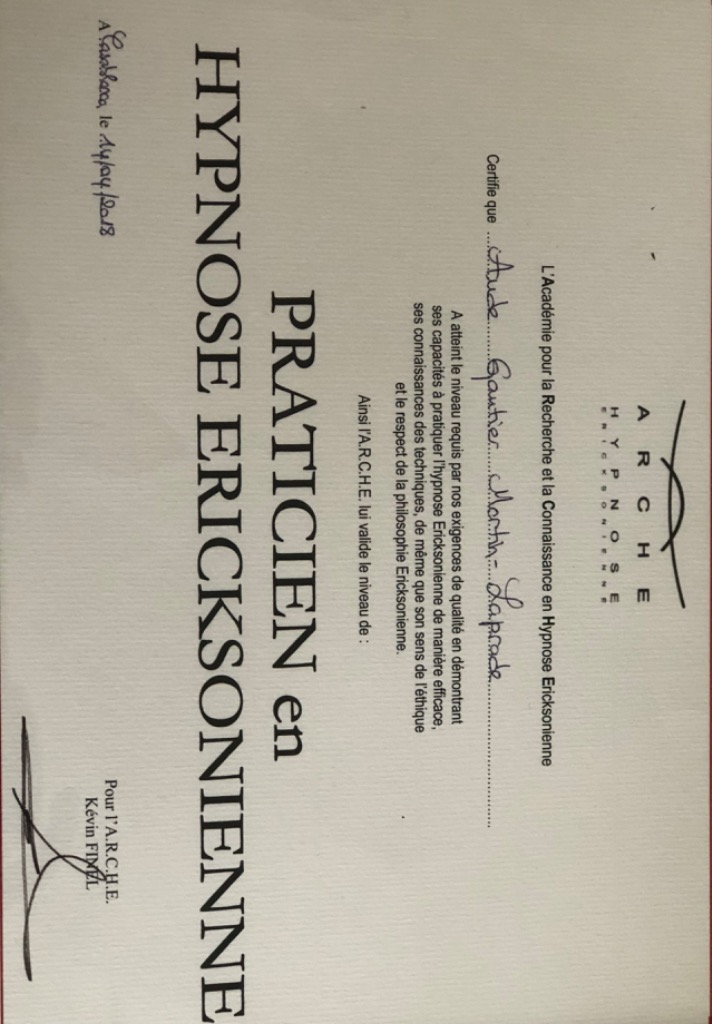 ARCHE
HYPNOSE
ERICKSONIENNE
L'Académie pour la Recherche et la Connaissance en Hypnose Ericksonienne
Certifie que ....Aude........Gautier......Martin-Laprade....................................
A atteint le niveau requis par nos exigences de qualité en démontrant
ses capacités à pratiquer l'hypnose Ericksonienne de manière efficace,
ses connaissances des techniques, de même que son sens de l'éthique
et le respect de la philosophie Ericksonienne.
Ainsi l'A.R.C.H.E. lui valide le niveau de :
PRATICIEN en
HYPNOSE ERICKSONIENNE
A Casablanca, le 14/04/2018
Pour l'A.R.C.H.E.
Kévin FINEL